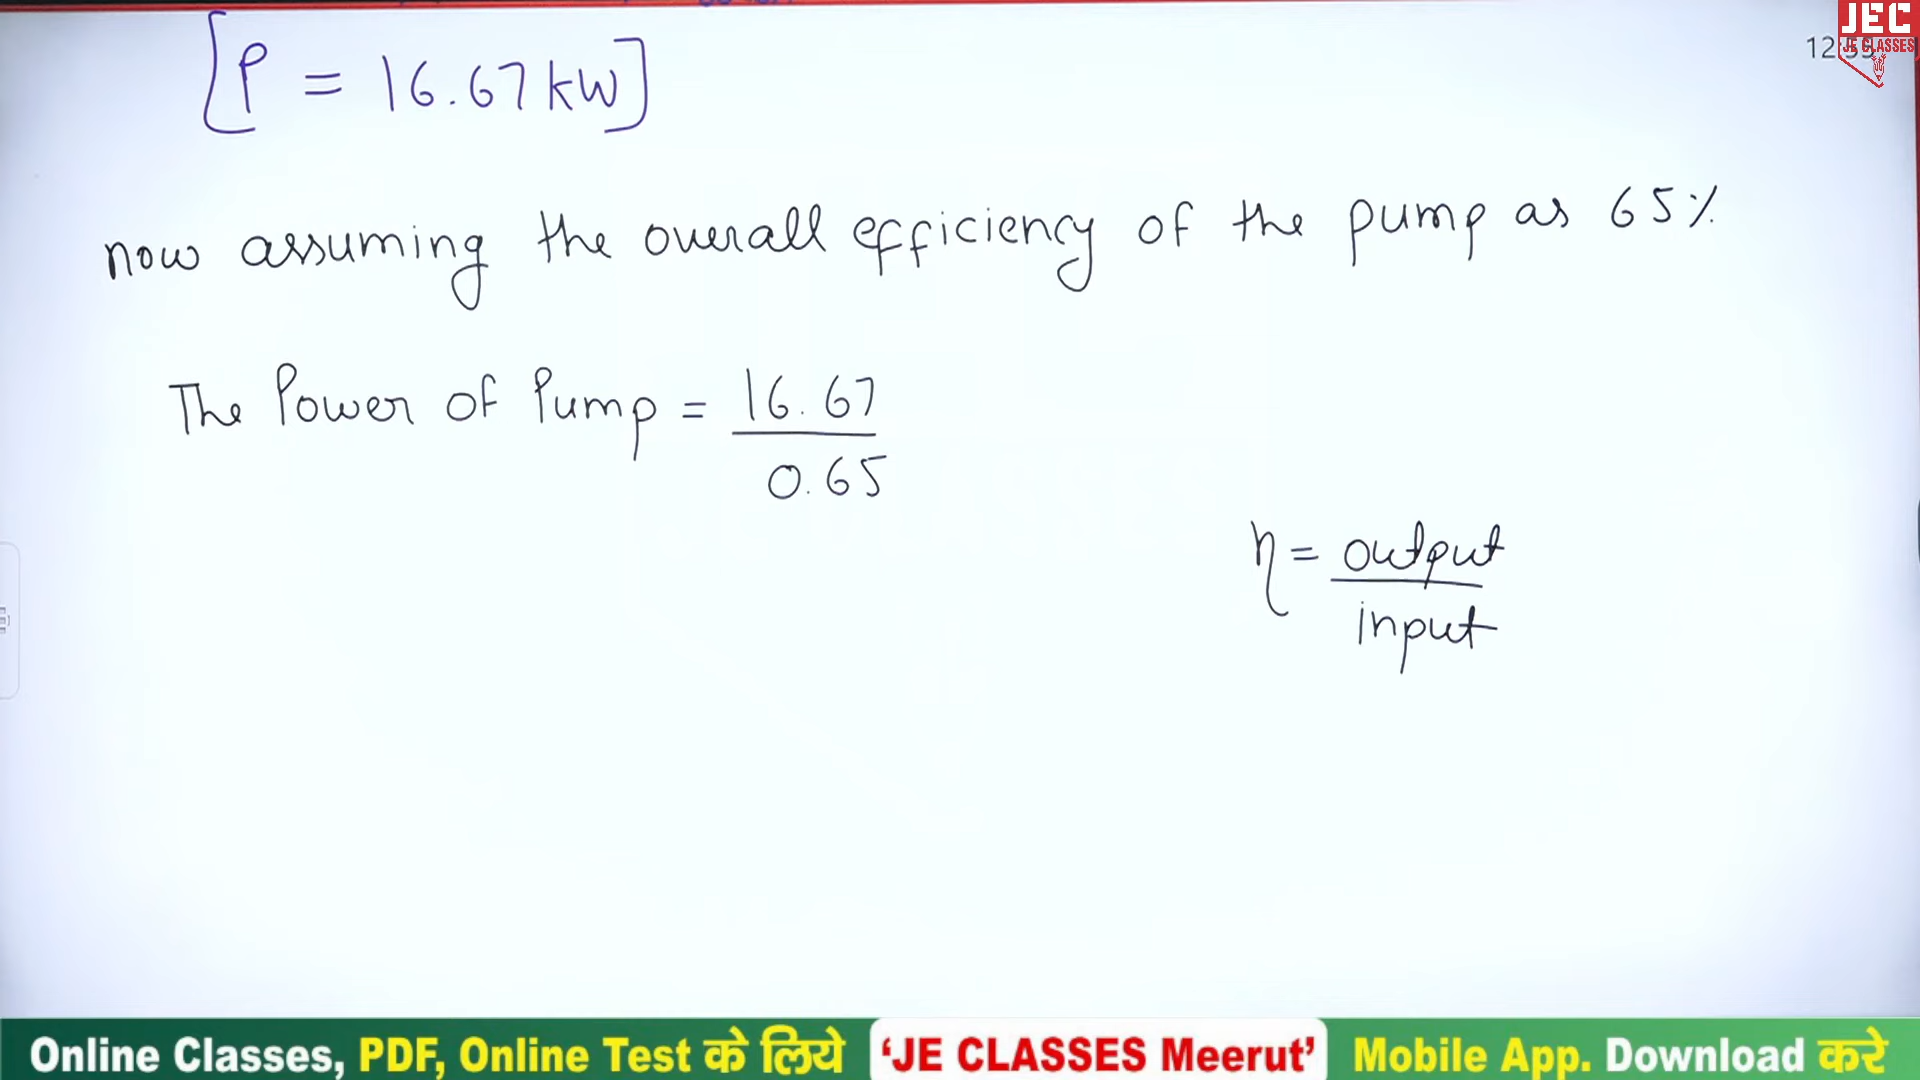 JEC
JE CLASSES
[P = 16.67 kW]
now assuming the overall efficiency of the pump as 65%
The Power of Pump = 16.67
0.65
η = output
input
Online Classes, PDF, Online Test के लिये 'JE CLASSES Meerut' Mobile App. Download करे